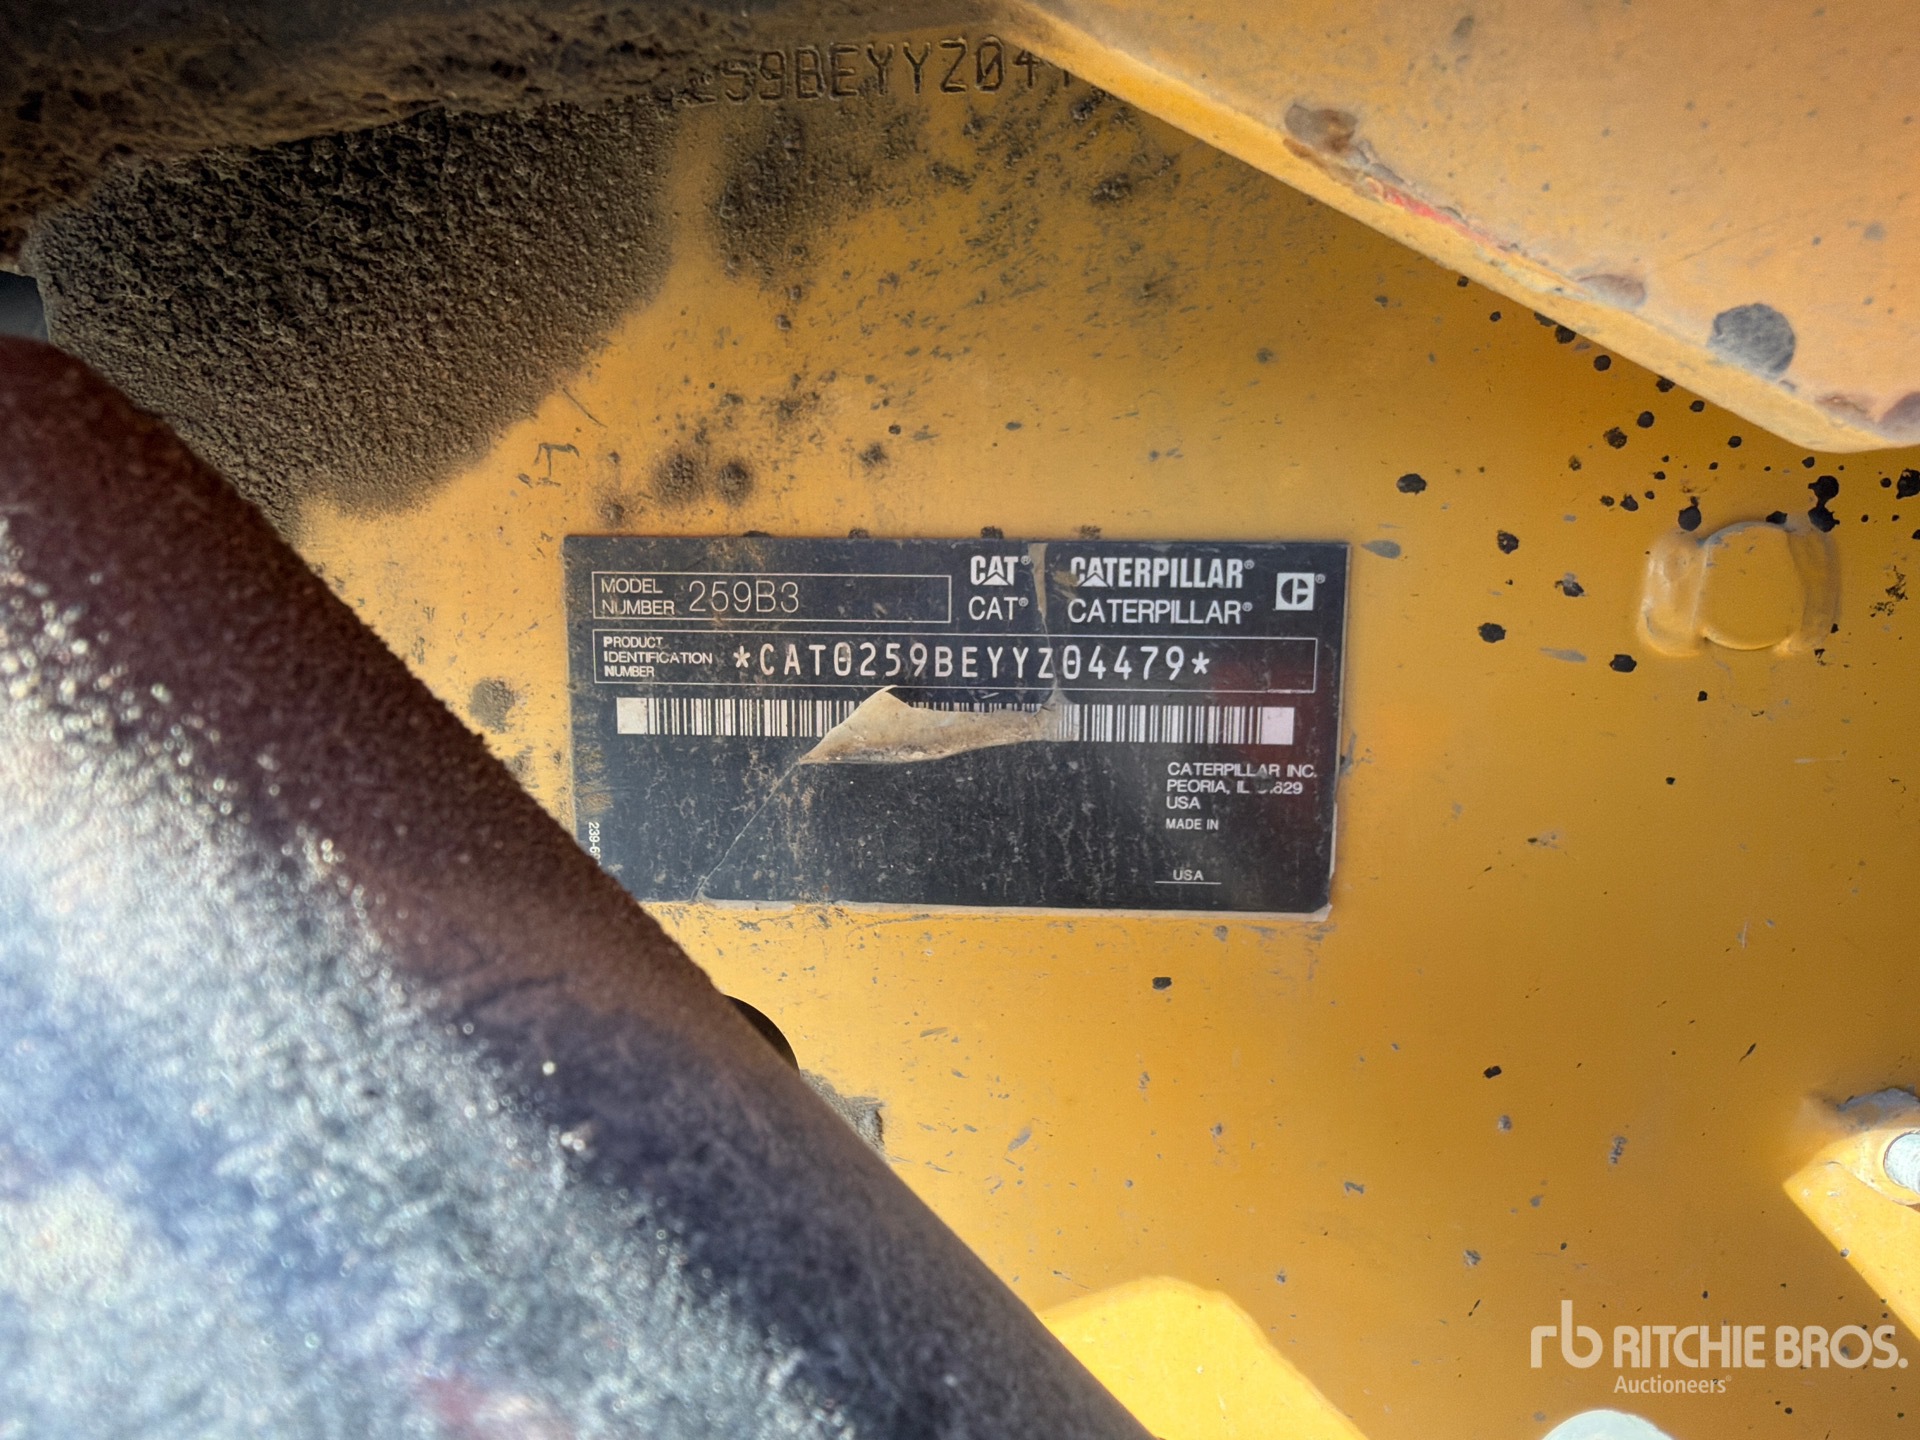 259BEYYZ04
MODEL NUMBER 259B3
CAT® CATERPILLAR®
CAT® CATERPILLAR®
PRODUCT IDENTIFICATION NUMBER *CAT0259BEYYZ04479*
CATERPILLAR INC.
PEORIA, IL
USA
MADE IN
USA
rb RITCHIE BROS.
Auctioneers